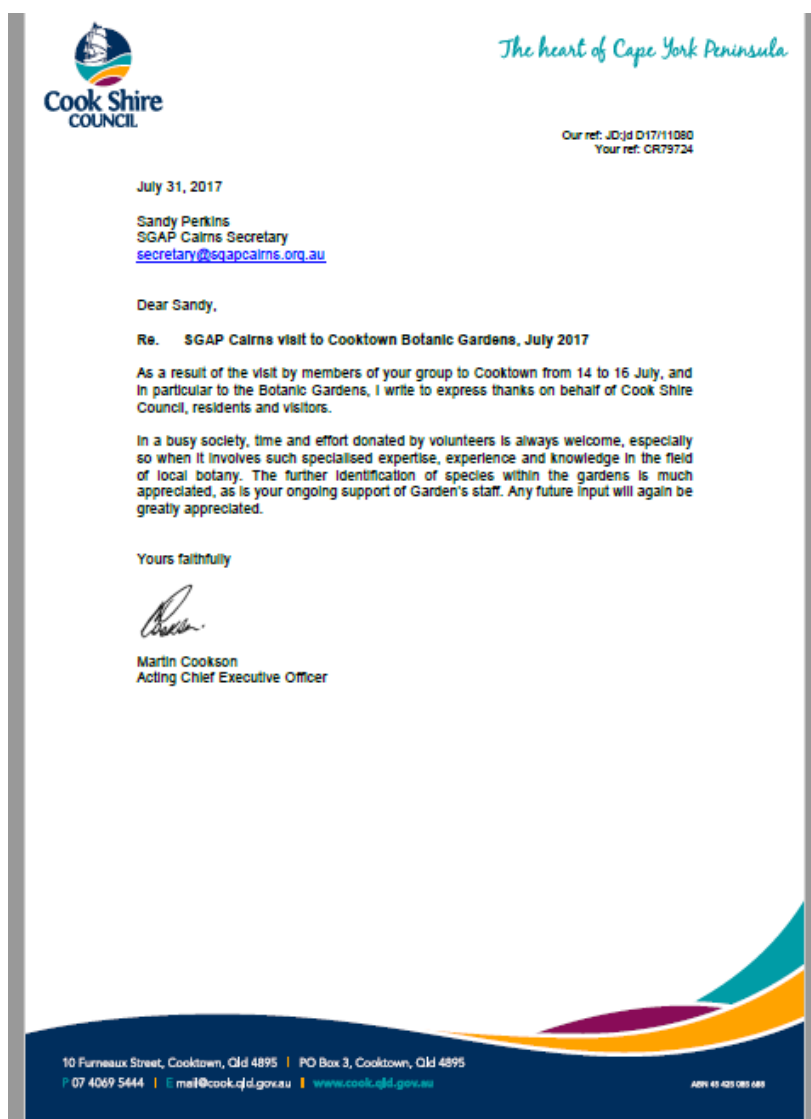 The heart of Cape York Peninsula
Cook Shire
COUNCIL
Our ref: JD:jd D17/11080
Your ref: CR79724
July 31, 2017
Sandy Perkins
SGAP Cairns Secretary
secretary@sgapcairns.org.au
Dear Sandy,
Re. SGAP Cairns visit to Cooktown Botanic Gardens, July 2017
As a result of the visit by members of your group to Cooktown from 14 to 16 July, and
in particular to the Botanic Gardens, I write to express thanks on behalf of Cook Shire
Council, residents and visitors.
In a busy society, time and effort donated by volunteers is always welcome, especially
so when it involves such specialised expertise, experience and knowledge in the field
of local botany. The further identification of species within the gardens is much
appreciated, as is your ongoing support of Garden's staff. Any future input will again be
greatly appreciated.
Yours faithfully
Martin Cookson
Acting Chief Executive Officer
10 Furneaux Street, Cooktown, Qld 4895 | PO Box 3, Cooktown, Qld 4895
P 07 4069 5444 | E mail@cook.qld.gov.au | www.cook.qld.gov.au
ABN 45 425 085 688